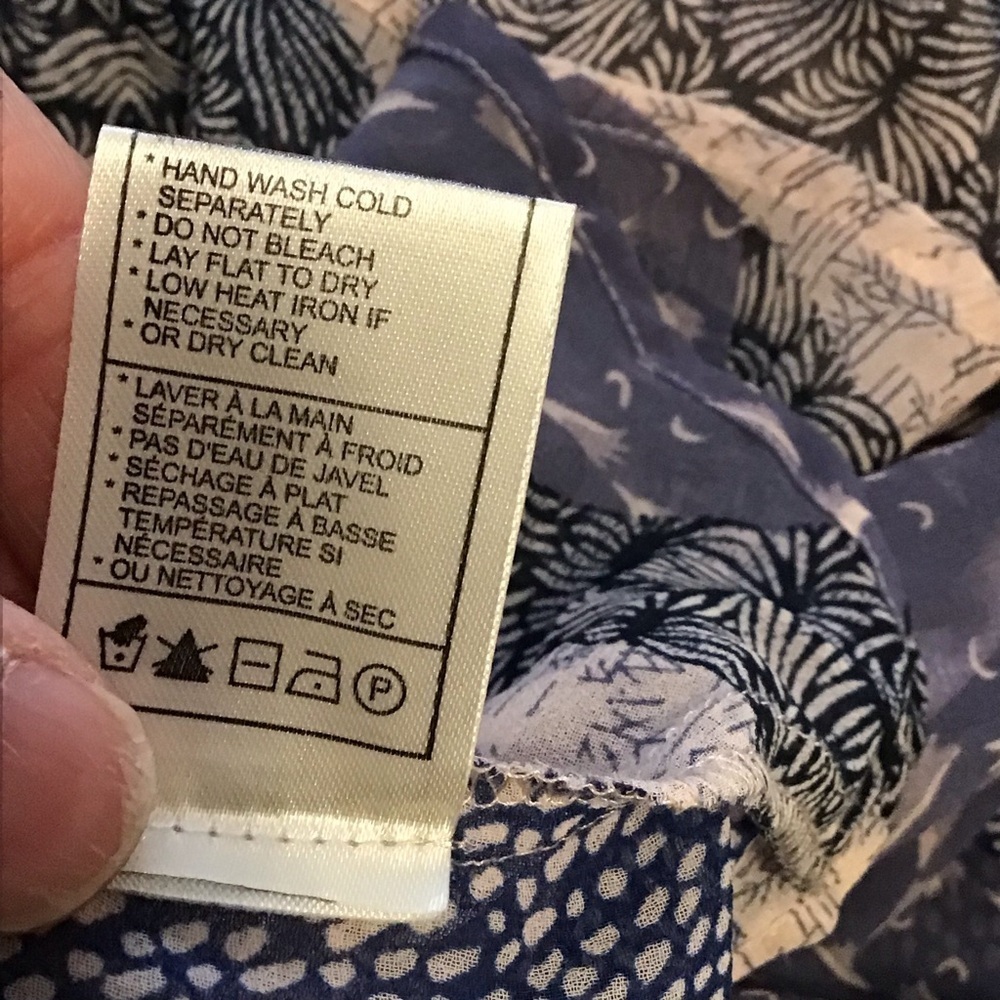 * HAND WASH COLD
SEPARATELY
* DO NOT BLEACH
* LAY FLAT TO DRY
* LOW HEAT IRON IF
NECESSARY
* OR DRY CLEAN
* LAVER À LA MAIN
SÉPARÉMENT À FROID
* PAS D'EAU DE JAVEL
* SÉCHAGE À PLAT
* REPASSAGE À BASSE
TEMPÉRATURE SI
NÉCESSAIRE
* OU NETTOYAGE À SEC
P